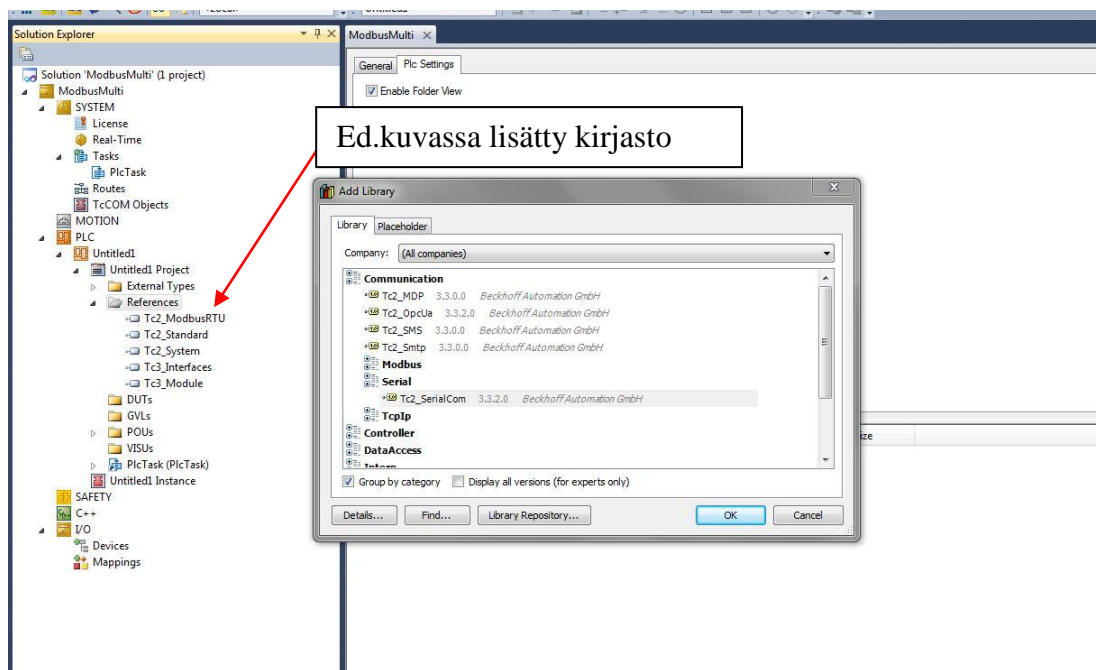 Untitled1
Solution Explorer
ModbusMulti
Solution 'ModbusMulti' (1 project)
ModbusMulti
SYSTEM
License
Real-Time
Tasks
PlcTask
Routes
TcCOM Objects
MOTION
PLC
Untitled1
Untitled1 Project
External Types
References
Tc2_ModbusRTU
Tc2_Standard
Tc2_System
Tc3_Interfaces
Tc3_Module
DUTs
GVLs
POUs
VISUs
PlcTask (PlcTask)
Untitled1 Instance
SAFETY
C++
I/O
Devices
Mappings
General Plc Settings
Enable Folder View
Ed.kuvassa lisätty kirjasto
Add Library
Library Placeholder
Company: (All companies)
Communication
Tc2_MDP 3.3.0.0 Beckhoff Automation GmbH
Tc2_OpcUa 3.3.2.0 Beckhoff Automation GmbH
Tc2_SMS 3.3.0.0 Beckhoff Automation GmbH
Tc2_Smtp 3.3.0.0 Beckhoff Automation GmbH
Modbus
Serial
Tc2_SerialCom 3.3.2.0 Beckhoff Automation GmbH
TcpIp
Controller
DataAccess
Intern
Group by category Display all versions (for experts only)
Details... Find... Library Repository... OK Cancel
ize